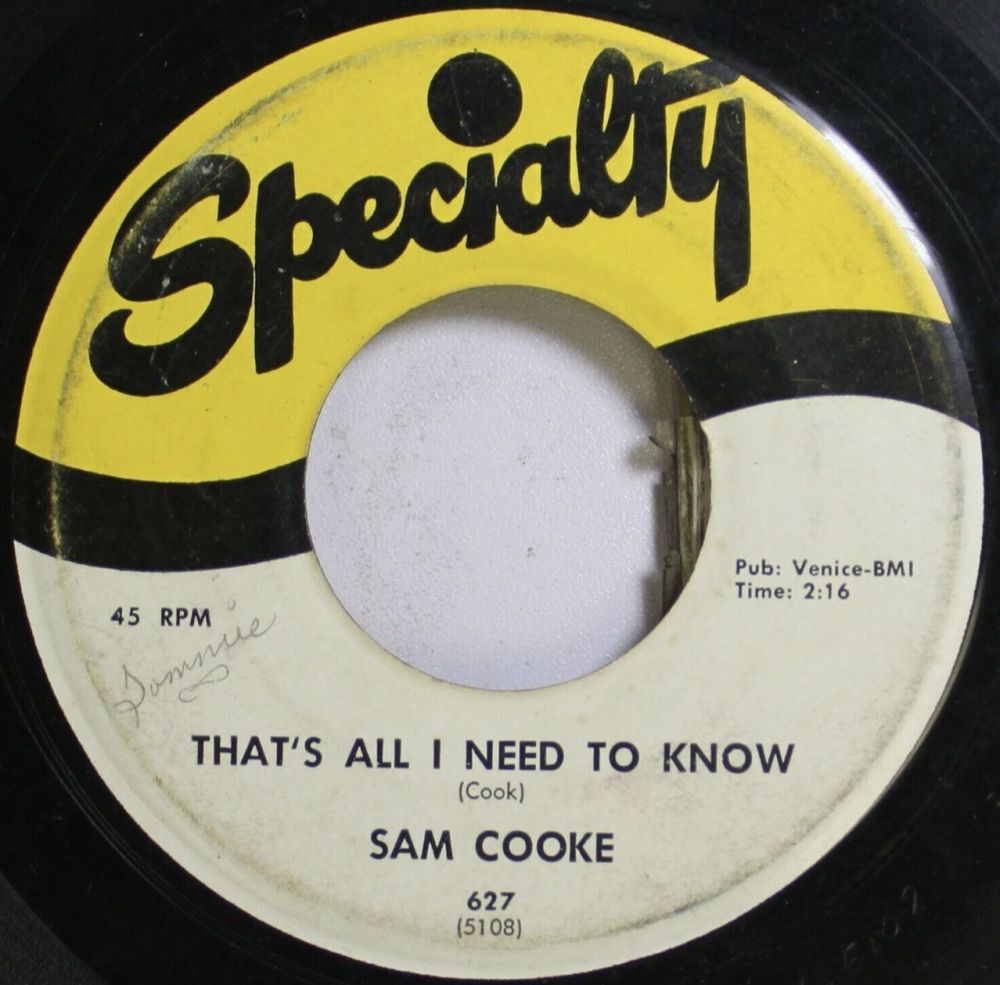 Specialty
Pub: Venice-BMI
Time: 2:16
45 RPM
THAT'S ALL I NEED TO KNOW
(Cook)
SAM COOKE
627
(5108)